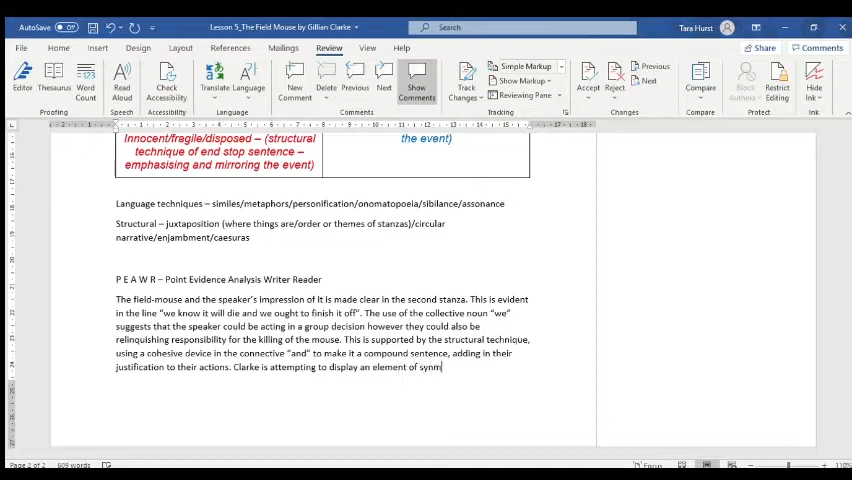 AutoSave Off
Lesson 5_The Field Mouse by Gillian Clarke
Search
Tara Hurst
File Home Insert Draw Design Layout References Mailings Review View Help
Share Comments
Editor
Thesaurus
Word Count
Read Aloud
Check Accessibility
Translate
Language
New Comment
Delete
Previous
Next
Show Comments
Track Changes
Simple Markup
Show Markup
Reviewing Pane
Accept
Reject
Previous
Next
Compare
Block Authors
Restrict Editing
Hide Ink
Proofing Speech Accessibility Language Comments Tracking Changes Compare Protect Ink
Innocent/fragile/disposed – (structural
technique of end stop sentence –
emphasising and mirroring the event)
the event)
Language techniques – similes/metaphors/personification/onomatopoeia/sibilance/assonance
Structural – juxtaposition (where things are/order or themes of stanzas)/circular
narrative/enjambment/caesuras
P E A W R – Point Evidence Analysis Writer Reader
The field-mouse and the speaker's impression of it is made clear in the second stanza. This is evident
in the line “we know it will die and we ought to finish it off”. The use of the collective noun “we”
suggests that the speaker could be acting in a group decision however they could also be
relinquishing responsibility for the killing of the mouse. This is supported by the structural technique,
using a cohesive device in the connective “and” to make it a compound sentence, adding in their
justification to their actions. Clarke is attempting to display an element of synm
Page 2 of 2 609 words
Focus
110%